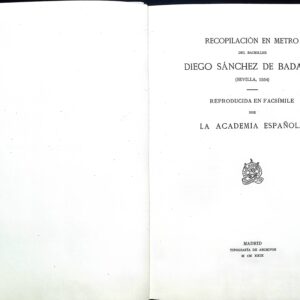 RECOPILACIÓN EN METRO
DEL BACHILLER
DIEGO SÁNCHEZ DE BADA
(SEVILLA, 1554)
REPRODUCIDA EN FACSÍMILE
POR
LA ACADEMIA ESPAÑOL
MADRID
TIPOGRAFÍA DE ARCHIVOS
M CM XXIX